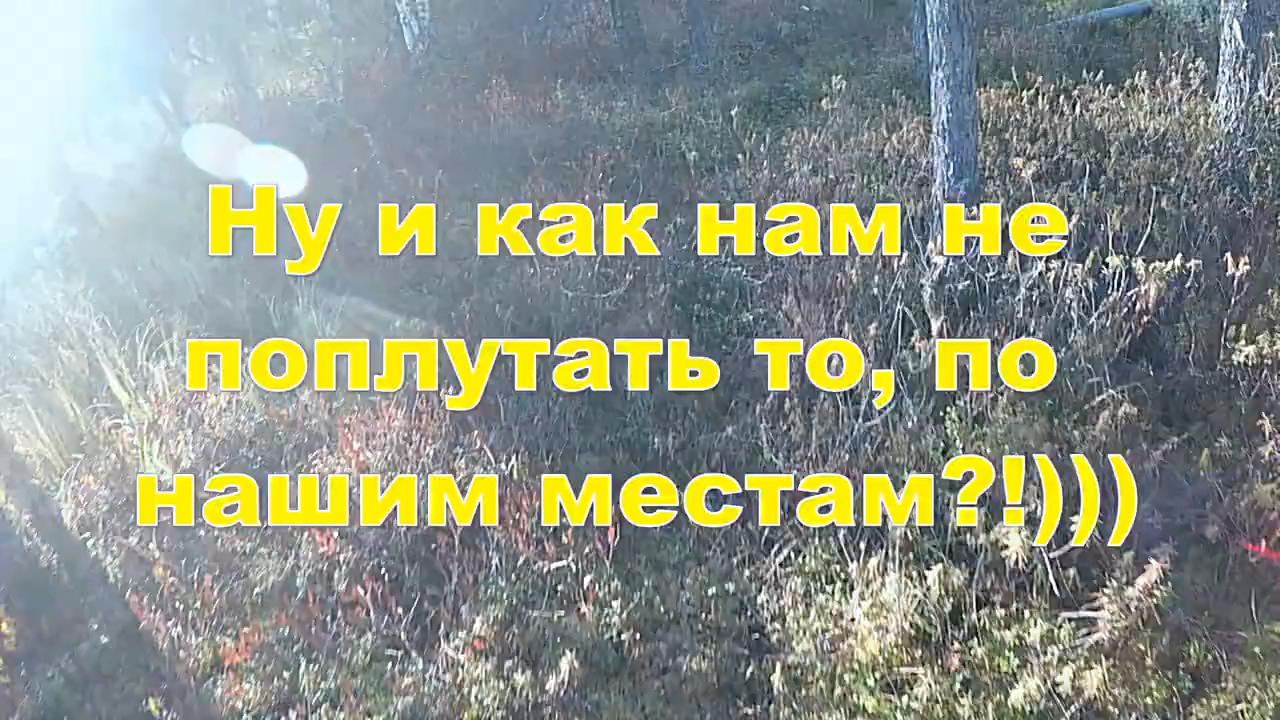 Ну и как нам не
поплутать то, по
нашим местам?!)))